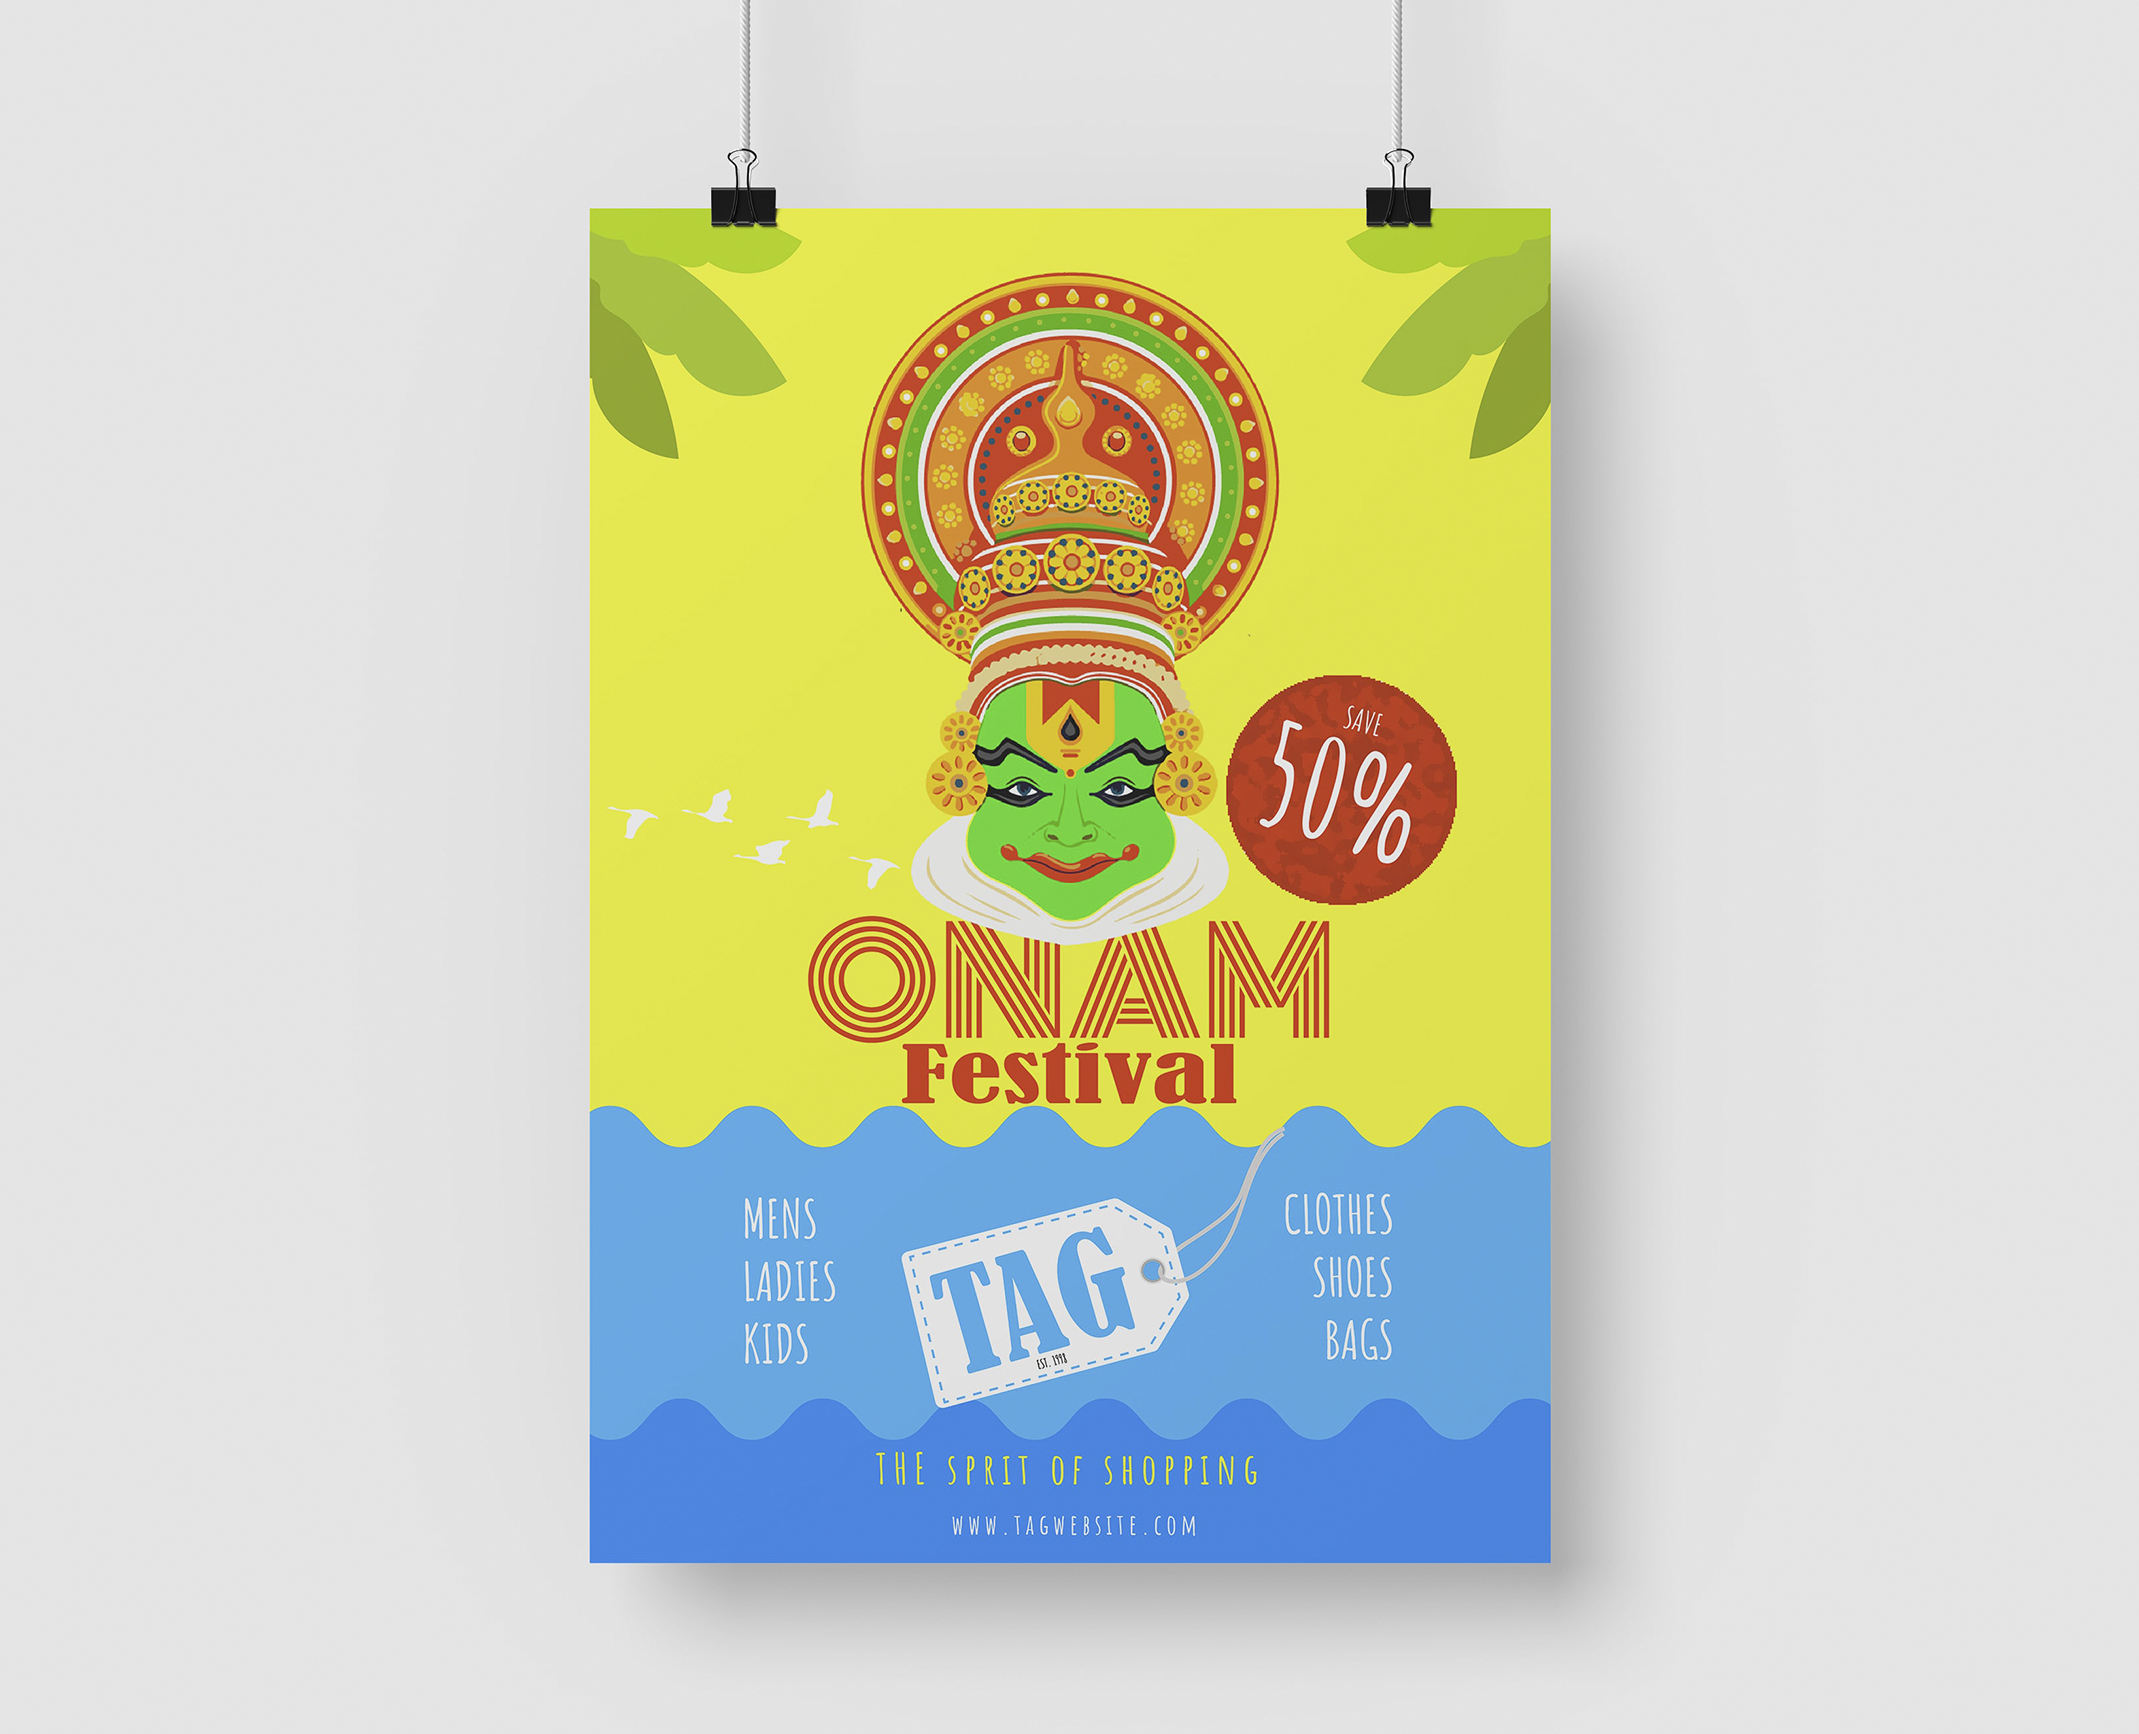 SAVE
50%
ONAM
Festival
MENS
LADIES
KIDS
TAG
EST. 1998
CLOTHES
SHOES
BAGS
THE SPRIT OF SHOPPING
WWW.TAGWEBSITE.COM